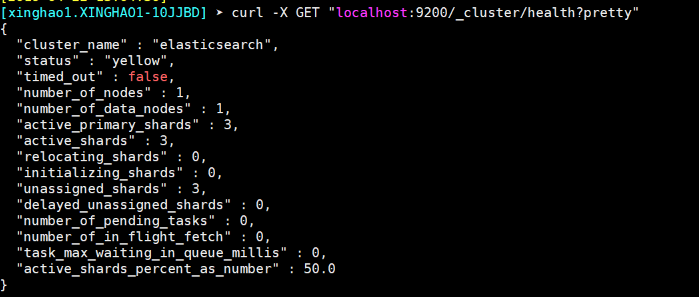 [xinghao1.XINGHAO1-10JJBD] ➤ curl -X GET "localhost:9200/_cluster/health?pretty"
{
  "cluster_name" : "elasticsearch",
  "status" : "yellow",
  "timed_out" : false,
  "number_of_nodes" : 1,
  "number_of_data_nodes" : 1,
  "active_primary_shards" : 3,
  "active_shards" : 3,
  "relocating_shards" : 0,
  "initializing_shards" : 0,
  "unassigned_shards" : 3,
  "delayed_unassigned_shards" : 0,
  "number_of_pending_tasks" : 0,
  "number_of_in_flight_fetch" : 0,
  "task_max_waiting_in_queue_millis" : 0,
  "active_shards_percent_as_number" : 50.0
}